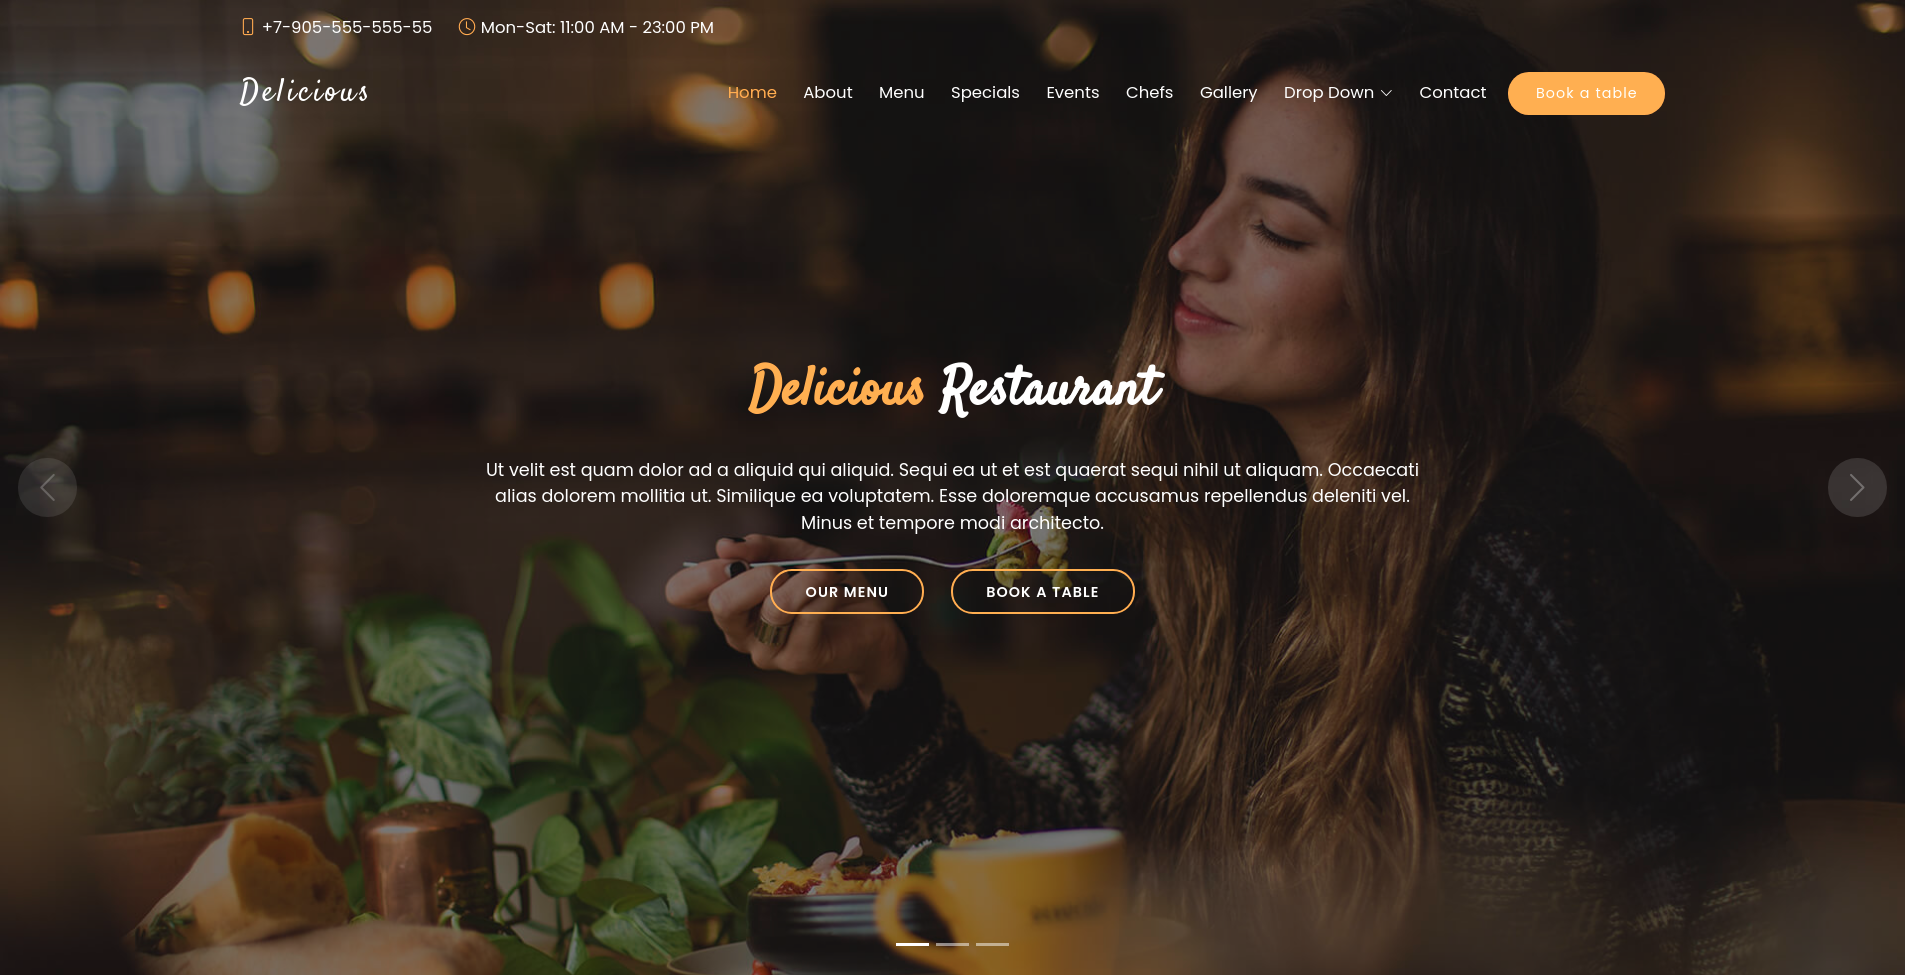 +7-905-555-555-55 Mon-Sat: 11:00 AM - 23:00 PM
Delicious Home About Menu Specials Events Chefs Gallery Drop Down Contact Book a table
Delicious Restaurant
Ut velit est quam dolor ad a aliquid qui aliquid. Sequi ea ut et est quaerat sequi nihil ut aliquam. Occaecati
alias dolorem mollitia ut. Similique ea voluptatem. Esse doloremque accusamus repellendus deleniti vel.
Minus et tempore modi architecto.
OUR MENU BOOK A TABLE